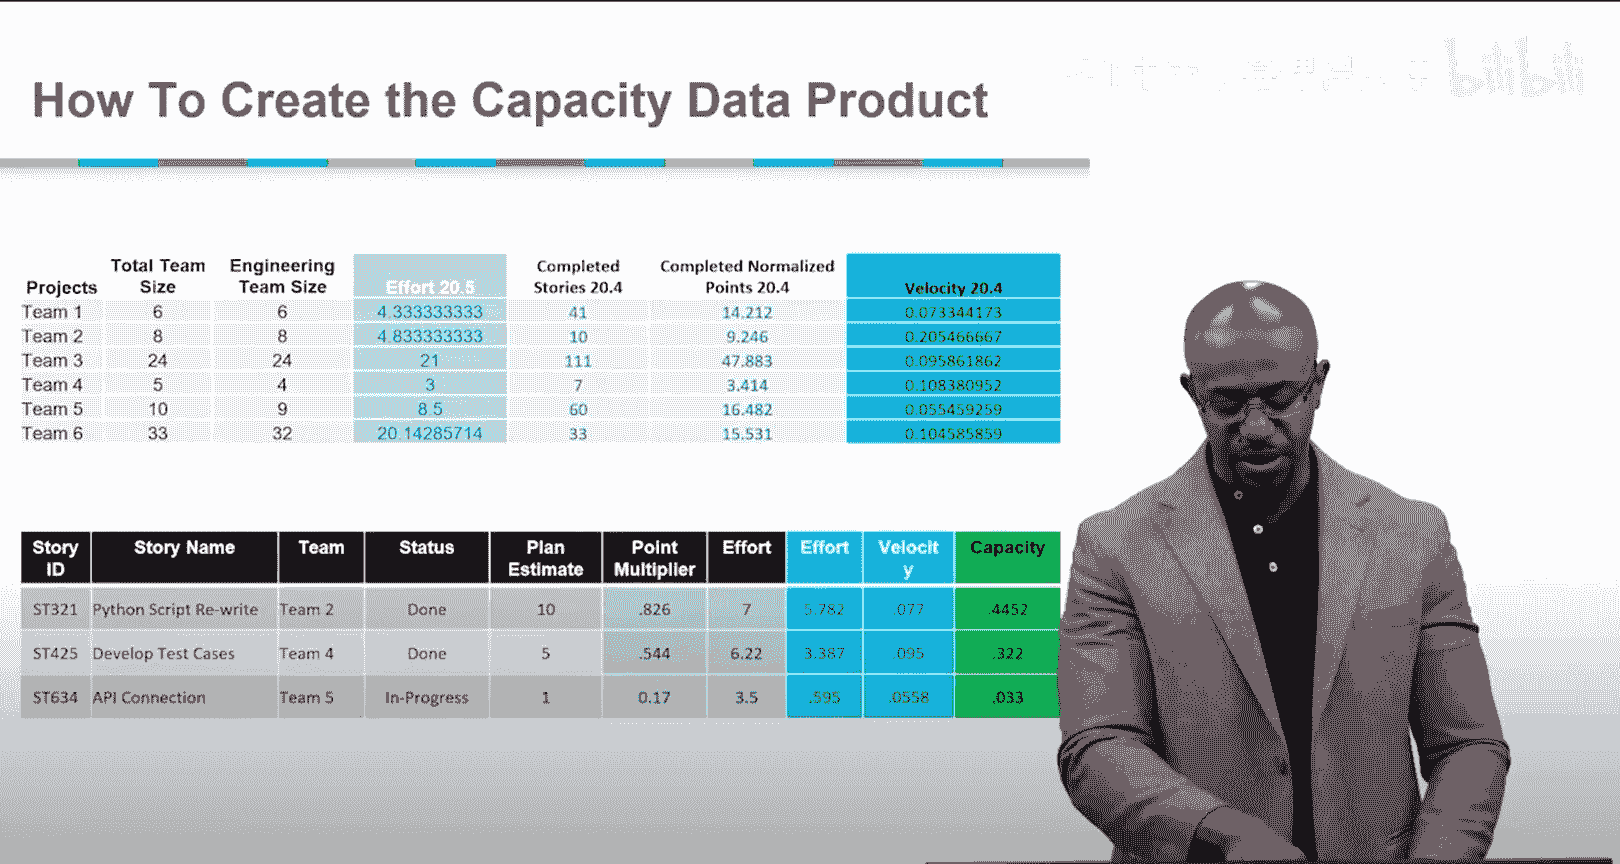 bilibili
How To Create the Capacity Data Product
Projects Total Team Size Engineering Team Size Effort 20.5 Completed Stories 20.4 Completed Normalized Points 20.4 Velocity 20.4
Team 1 6 6 4.333333333 41 14.212 0.073344173
Team 2 8 8 4.833333333 10 9.246 0.205466667
Team 3 24 24 21 111 47.883 0.095861862
Team 4 5 4 3 7 3.414 0.108380952
Team 5 10 9 8.5 60 16.482 0.055459259
Team 6 33 32 20.14285714 33 15.531 0.104585859
Story ID Story Name Team Status Plan Estimate Point Multiplier Effort Effort Velocity Capacity
ST321 Python Script Re-write Team 2 Done 10 .826 7 5.782 .077 .4452
ST425 Develop Test Cases Team 4 Done 5 .544 6.22 3.387 .095 .322
ST634 API Connection Team 5 In-Progress 1 0.17 3.5 .595 .0558 .033